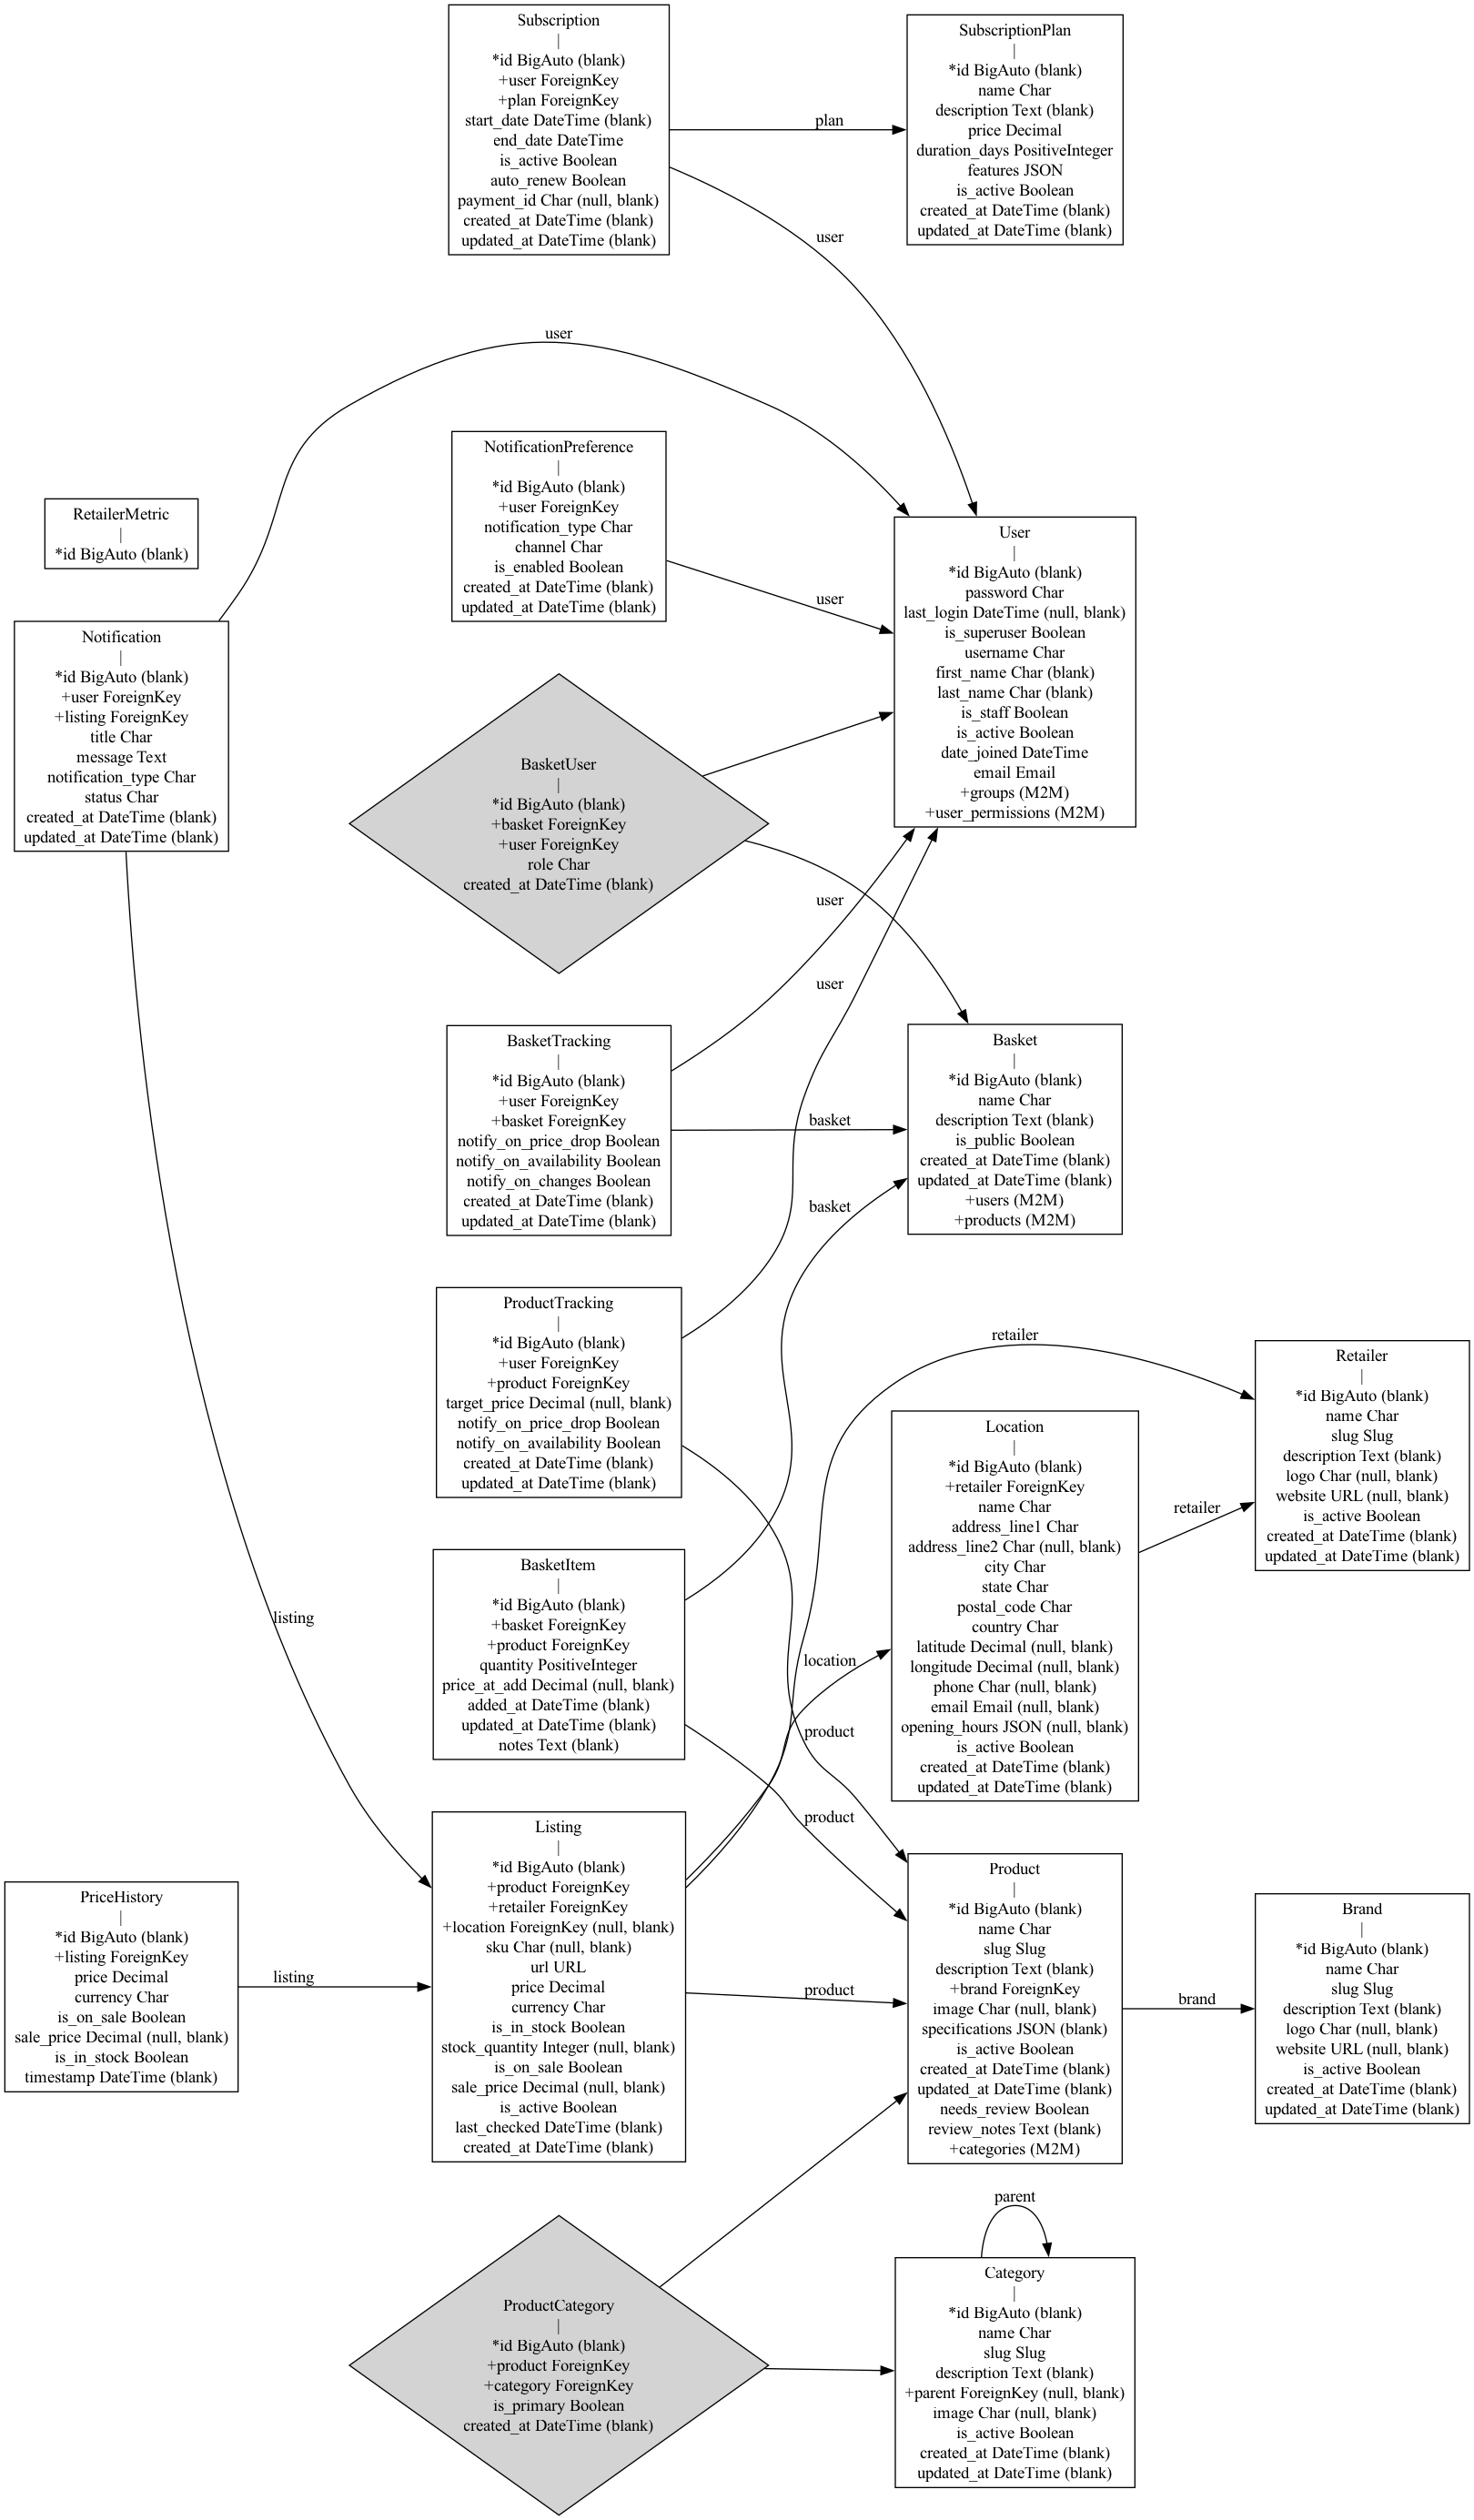 Subscription
|
*id BigAuto (blank)
+user ForeignKey
+plan ForeignKey
start_date DateTime (blank)
end_date DateTime
is_active Boolean
auto_renew Boolean
payment_id Char (null, blank)
created_at DateTime (blank)
updated_at DateTime (blank)
plan
user
SubscriptionPlan
|
*id BigAuto (blank)
name Char
description Text (blank)
price Decimal
duration_days PositiveInteger
features JSON
is_active Boolean
created_at DateTime (blank)
updated_at DateTime (blank)
user
RetailerMetric
|
*id BigAuto (blank)
NotificationPreference
|
*id BigAuto (blank)
+user ForeignKey
notification_type Char
channel Char
is_enabled Boolean
created_at DateTime (blank)
updated_at DateTime (blank)
user
User
|
*id BigAuto (blank)
password Char
last_login DateTime (null, blank)
is_superuser Boolean
username Char
first_name Char (blank)
last_name Char (blank)
is_staff Boolean
is_active Boolean
date_joined DateTime
email Email
+groups (M2M)
+user_permissions (M2M)
Notification
|
*id BigAuto (blank)
+user ForeignKey
+listing ForeignKey
title Char
message Text
notification_type Char
status Char
created_at DateTime (blank)
updated_at DateTime (blank)
BasketUser
|
*id BigAuto (blank)
+basket ForeignKey
+user ForeignKey
role Char
created_at DateTime (blank)
user
user
BasketTracking
|
*id BigAuto (blank)
+user ForeignKey
+basket ForeignKey
notify_on_price_drop Boolean
notify_on_availability Boolean
notify_on_changes Boolean
created_at DateTime (blank)
updated_at DateTime (blank)
basket
basket
Basket
|
*id BigAuto (blank)
name Char
description Text (blank)
is_public Boolean
created_at DateTime (blank)
updated_at DateTime (blank)
+users (M2M)
+products (M2M)
ProductTracking
|
*id BigAuto (blank)
+user ForeignKey
+product ForeignKey
target_price Decimal (null, blank)
notify_on_price_drop Boolean
notify_on_availability Boolean
created_at DateTime (blank)
updated_at DateTime (blank)
retailer
Retailer
|
*id BigAuto (blank)
name Char
slug Slug
description Text (blank)
logo Char (null, blank)
website URL (null, blank)
is_active Boolean
created_at DateTime (blank)
updated_at DateTime (blank)
Location
|
*id BigAuto (blank)
+retailer ForeignKey
name Char
address_line1 Char
address_line2 Char (null, blank)
city Char
state Char
postal_code Char
country Char
latitude Decimal (null, blank)
longitude Decimal (null, blank)
phone Char (null, blank)
email Email (null, blank)
opening_hours JSON (null, blank)
is_active Boolean
created_at DateTime (blank)
updated_at DateTime (blank)
retailer
BasketItem
|
*id BigAuto (blank)
+basket ForeignKey
+product ForeignKey
quantity PositiveInteger
price_at_add Decimal (null, blank)
added_at DateTime (blank)
updated_at DateTime (blank)
notes Text (blank)
listing
location
product
product
Listing
|
*id BigAuto (blank)
+product ForeignKey
+retailer ForeignKey
+location ForeignKey (null, blank)
sku Char (null, blank)
url URL
price Decimal
currency Char
is_in_stock Boolean
stock_quantity Integer (null, blank)
is_on_sale Boolean
sale_price Decimal (null, blank)
is_active Boolean
last_checked DateTime (blank)
created_at DateTime (blank)
PriceHistory
|
*id BigAuto (blank)
+listing ForeignKey
price Decimal
currency Char
is_on_sale Boolean
sale_price Decimal (null, blank)
is_in_stock Boolean
timestamp DateTime (blank)
listing
product
Product
|
*id BigAuto (blank)
name Char
slug Slug
description Text (blank)
+brand ForeignKey
image Char (null, blank)
specifications JSON (blank)
is_active Boolean
created_at DateTime (blank)
updated_at DateTime (blank)
needs_review Boolean
review_notes Text (blank)
+categories (M2M)
brand
Brand
|
*id BigAuto (blank)
name Char
slug Slug
description Text (blank)
logo Char (null, blank)
website URL (null, blank)
is_active Boolean
created_at DateTime (blank)
updated_at DateTime (blank)
ProductCategory
|
*id BigAuto (blank)
+product ForeignKey
+category ForeignKey
is_primary Boolean
created_at DateTime (blank)
parent
Category
|
*id BigAuto (blank)
name Char
slug Slug
description Text (blank)
+parent ForeignKey (null, blank)
image Char (null, blank)
is_active Boolean
created_at DateTime (blank)
updated_at DateTime (blank)